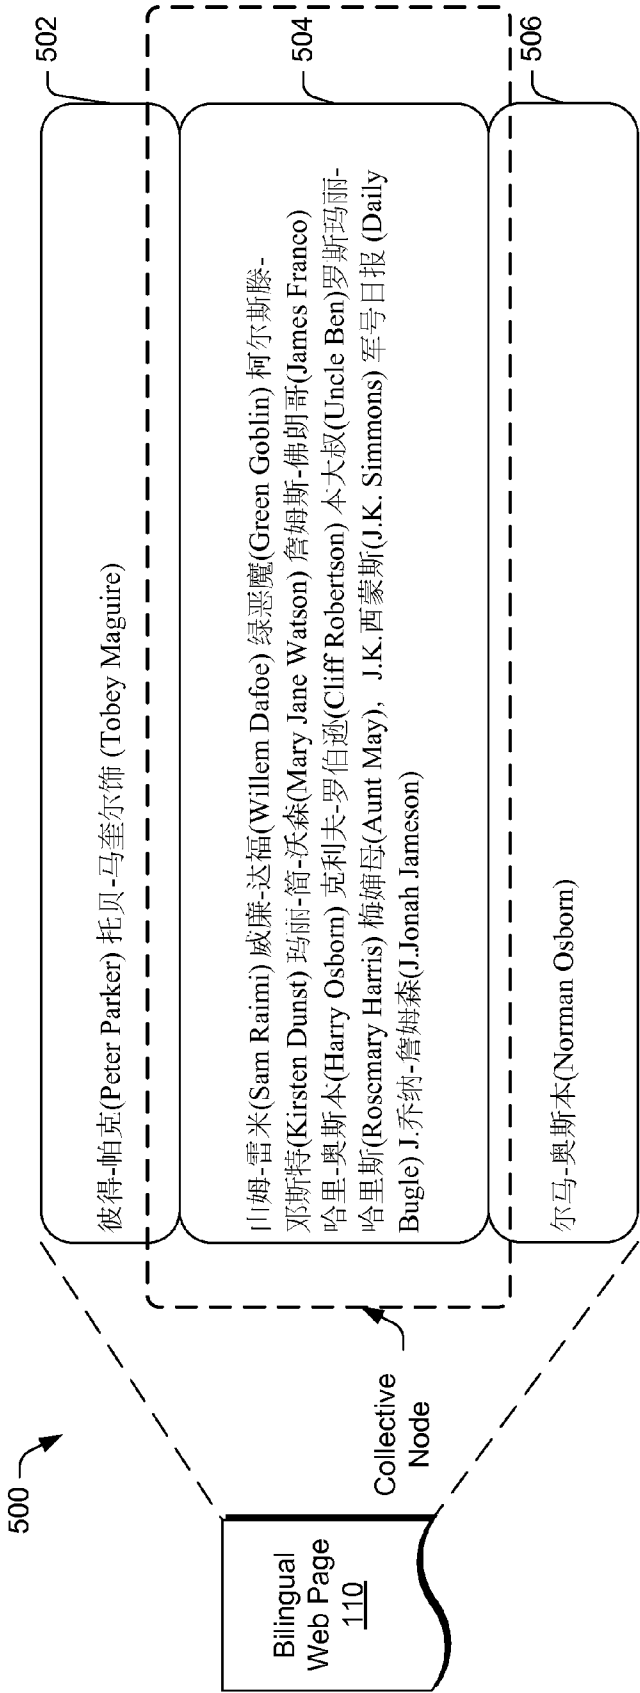 500
Bilingual
Web Page
110
Collective
Node
502
彼得-帕克(Peter Parker) 托贝-马奎尔饰 (Tobey Maguire)
504
山姆-雷米(Sam Raimi) 威廉-达福(Willem Dafoe) 绿恶魔(Green Goblin) 柯尔斯滕-
邓斯特(Kirsten Dunst) 玛丽-简-沃森(Mary Jane Watson) 詹姆斯-佛朗哥(James Franco)
哈里-奥斯本(Harry Osborn) 克利夫-罗伯逊(Cliff Robertson) 本大叔(Uncle Ben)罗斯玛丽-
哈里斯(Rosemary Harris) 梅婶母(Aunt May), J.K.西蒙斯(J.K. Simmons) 军号日报 (Daily
Bugle) J.乔纳-詹姆森(J.Jonah Jameson)
506
尔马-奥斯本(Norman Osborn)